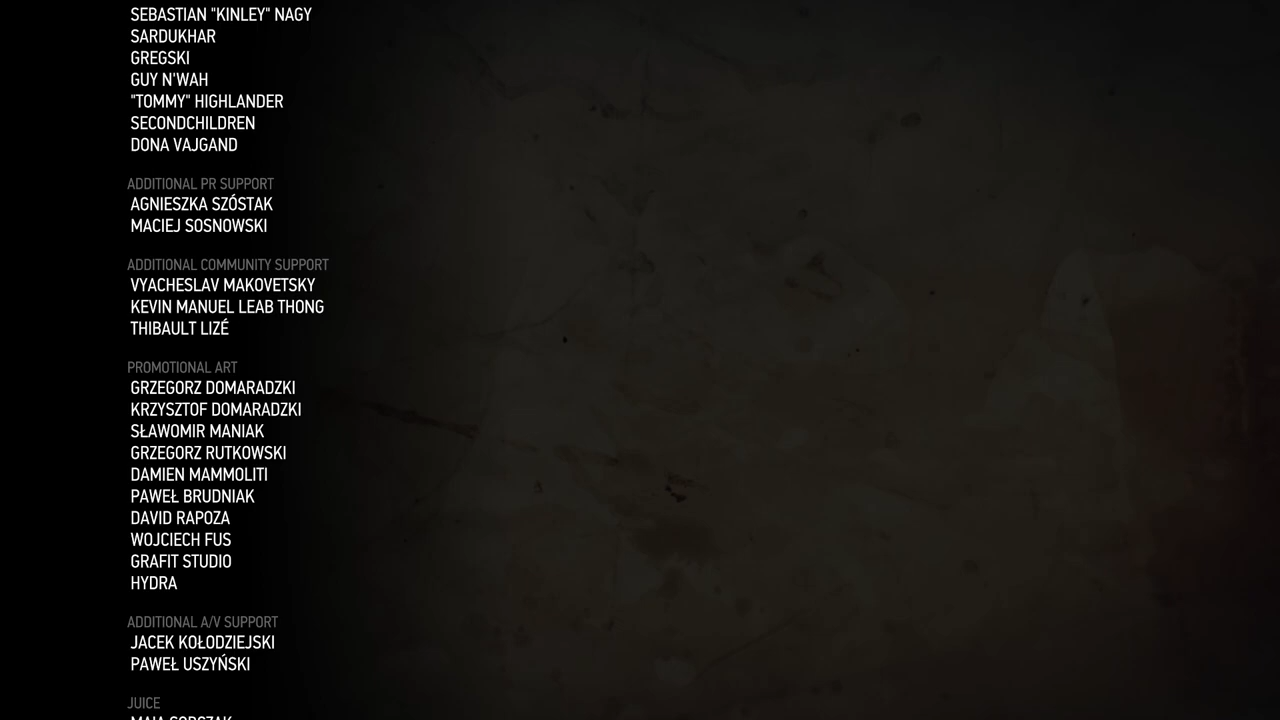 SEBASTIAN "KINLEY" NAGY
SARDUKHAR
GREGSKI
GUY N'WAH
"TOMMY" HIGHLANDER
SECONDCHILDREN
DONA VAJGAND
ADDITIONAL PR SUPPORT
AGNIESZKA SZÓSTAK
MACIEJ SOSNOWSKI
ADDITIONAL COMMUNITY SUPPORT
VYACHESLAV MAKOVETSKY
KEVIN MANUEL LEAB THONG
THIBAULT LIZÉ
PROMOTIONAL ART
GRZEGORZ DOMARADZKI
KRZYSZTOF DOMARADZKI
SŁAWOMIR MANIAK
GRZEGORZ RUTKOWSKI
DAMIEN MAMMOLITI
PAWEŁ BRUDNIAK
DAVID RAPOZA
WOJCIECH FUS
GRAFIT STUDIO
HYDRA
ADDITIONAL A/V SUPPORT
JACEK KOŁODZIEJSKI
PAWEŁ USZYŃSKI
JUICE